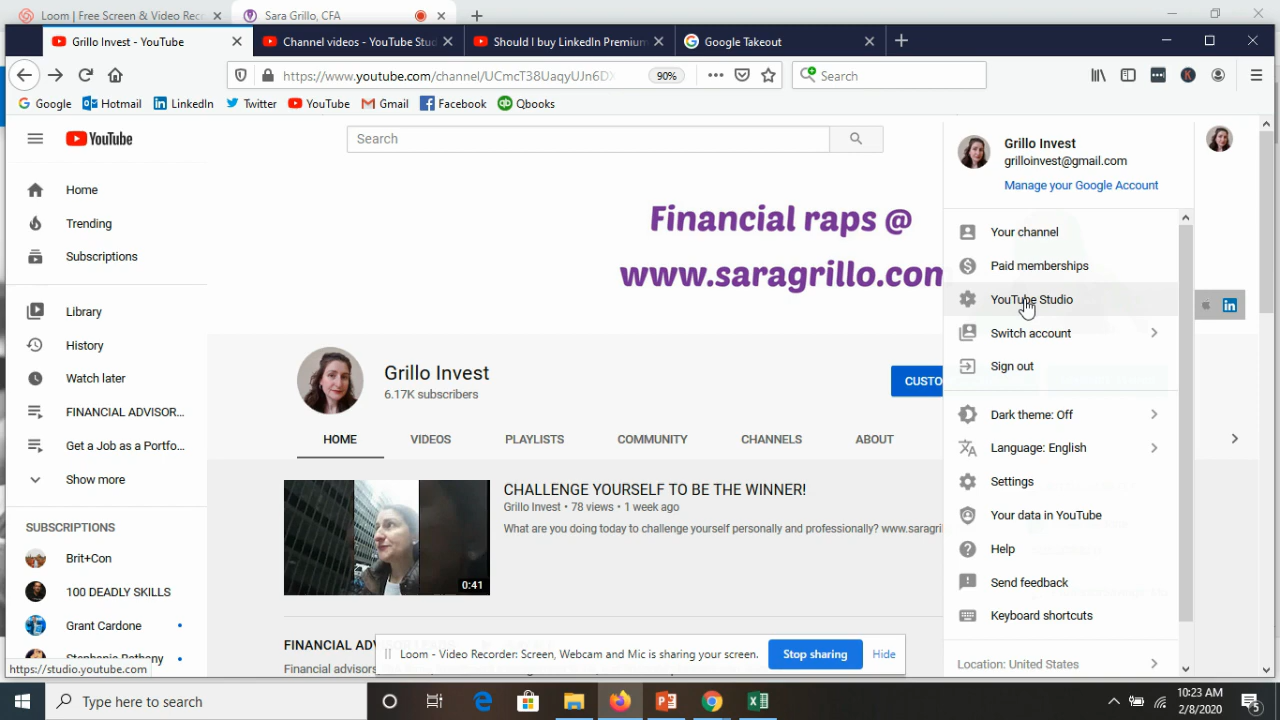 Loom | Free Screen & Video Rec
Sara Grillo, CFA
Grillo Invest - YouTube
Channel videos - YouTube Stud
Should I buy LinkedIn Premium
Google Takeout
https://www.youtube.com/channel/UCmcT38UaqyUJn6D
90%
Search
Google
Hotmail
LinkedIn
Twitter
YouTube
Gmail
Facebook
Qbooks
YouTube
Search
Home
Trending
Subscriptions
Library
History
Watch later
FINANCIAL ADVISOR...
Get a Job as a Portfo...
Show more
SUBSCRIPTIONS
Brit+Con
100 DEADLY SKILLS
Grant Cardone
Stephanie Bethany
https://studio.youtube.com
Financial raps @
www.saragrillo.com
Grillo Invest
6.17K subscribers
CUSTO
HOME
VIDEOS
PLAYLISTS
COMMUNITY
CHANNELS
ABOUT
CHALLENGE YOURSELF TO BE THE WINNER!
Grillo Invest • 78 views • 1 week ago
What are you doing today to challenge yourself personally and professionally? www.saragril
0:41
FINANCIAL AD
Financial advisors
Loom - Video Recorder: Screen, Webcam and Mic is sharing your screen.
Stop sharing
Hide
Grillo Invest
grilloinvest@gmail.com
Manage your Google Account
Your channel
Paid memberships
YouTube Studio
Switch account
Sign out
Dark theme: Off
Language: English
Settings
Your data in YouTube
Help
Send feedback
Keyboard shortcuts
Location: United States
in
Type here to search
10:23 AM
2/8/2020
5